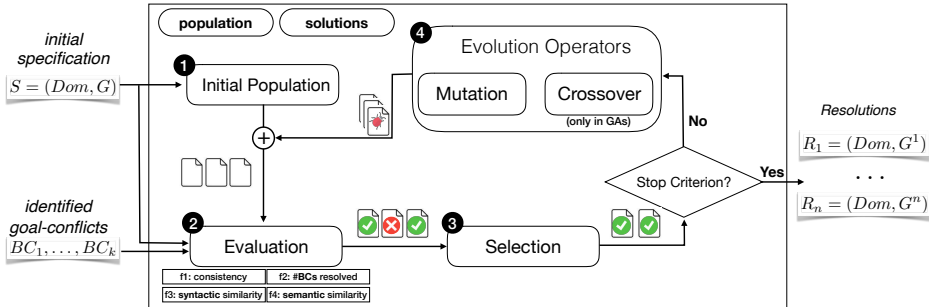 population
solutions
initial
specification
S = (Dom, G)
1
Initial Population
+
4
Evolution Operators
Mutation
Crossover
(only in GAs)
No
Stop Criterion?
Yes
Resolutions
R₁ = (Dom, G¹)
. . .
Rₙ = (Dom, Gⁿ)
identified
goal-conflicts
BC₁, . . . , BCₖ
2
Evaluation
3
Selection
f1: consistency
f2: #BCs resolved
f3: syntactic similarity
f4: semantic similarity